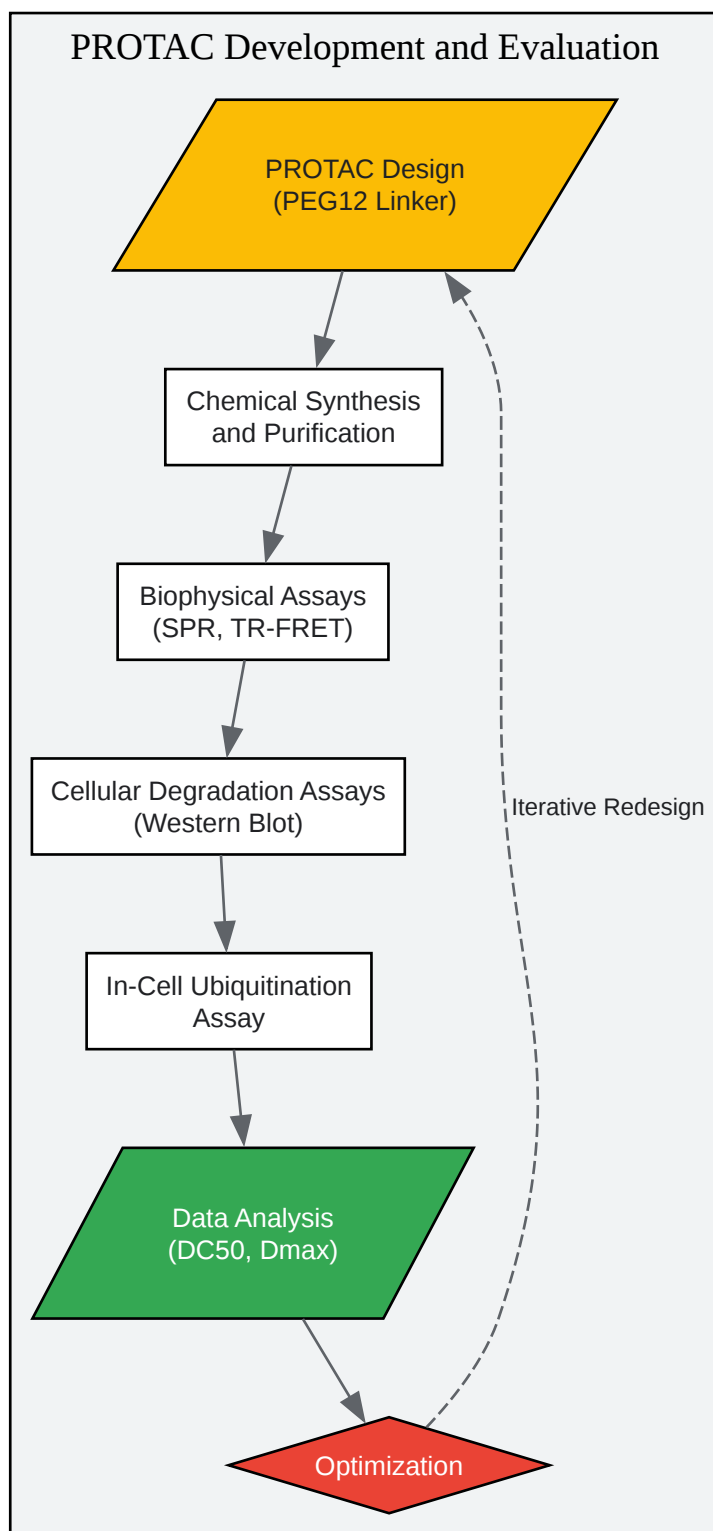 PROTAC Development and Evaluation
PROTAC Design
(PEG12 Linker)
Chemical Synthesis
and Purification
Biophysical Assays
(SPR, TR-FRET)
Cellular Degradation Assays
(Western Blot)
Iterative Redesign
In-Cell Ubiquitination
Assay
Data Analysis
(DC50, Dmax)
Optimization